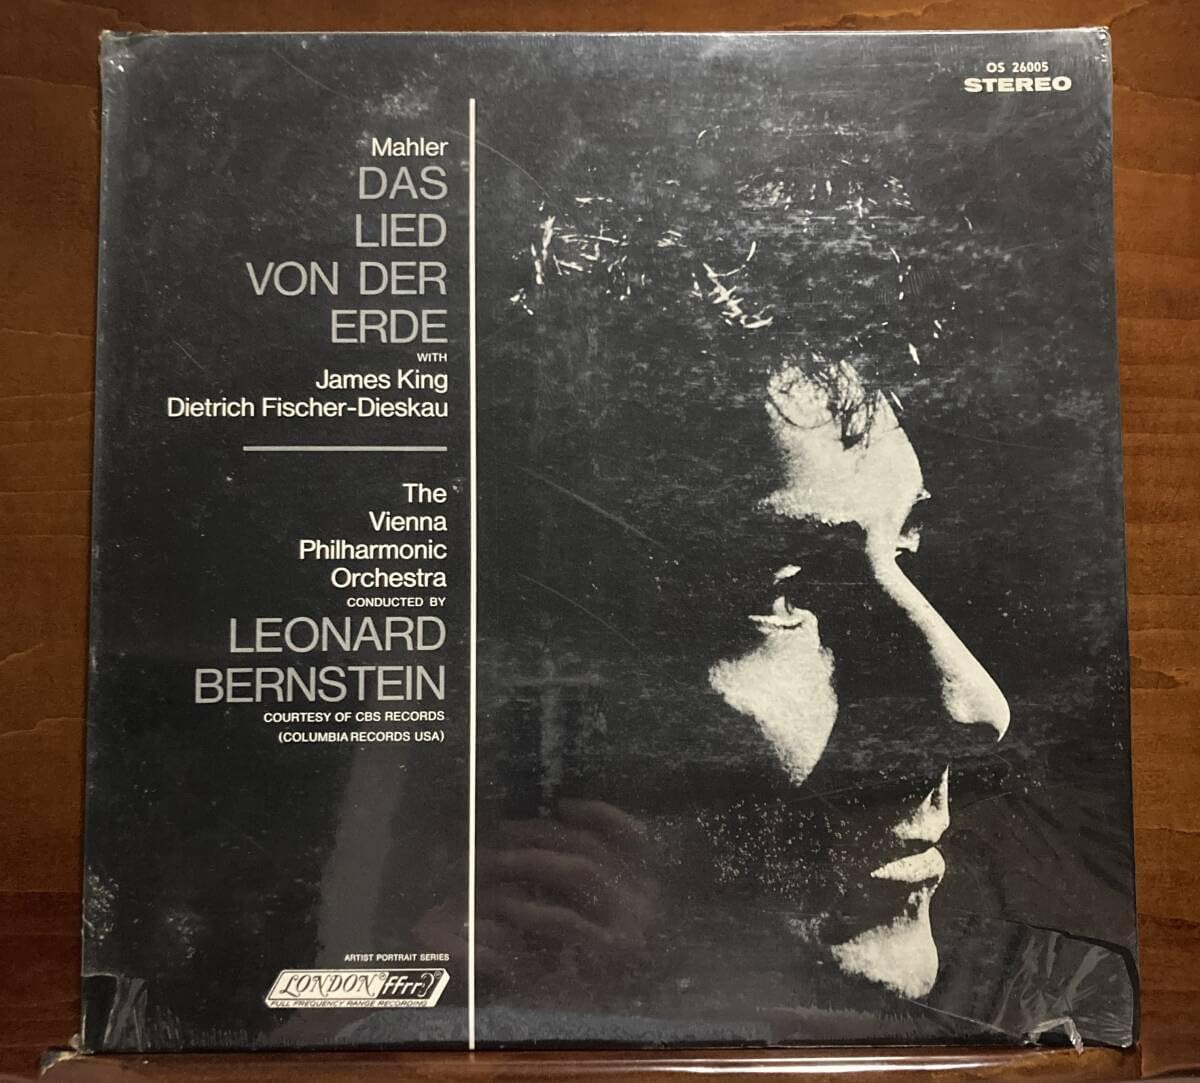 OS 26005
STEREO
Mahler
DAS
LIED
VON DER
ERDE
WITH
James King
Dietrich Fischer-Dieskau
The
Vienna
Philharmonic
Orchestra
CONDUCTED BY
LEONARD
BERNSTEIN
COURTESY OF CBS RECORDS
(COLUMBIA RECORDS USA)
ARTIST PORTRAIT SERIES
LONDON ffrr
FULL FREQUENCY RANGE RECORDING